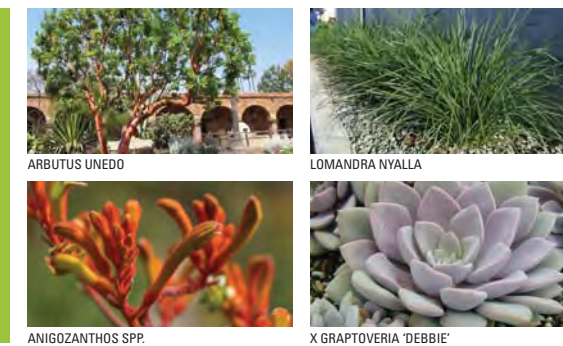 ARBUTUS UNEDO
LOMANDRA NYALLA
ANIGOZANTHOS SPP.
X GRAPTOVERIA ‘DEBBIE’